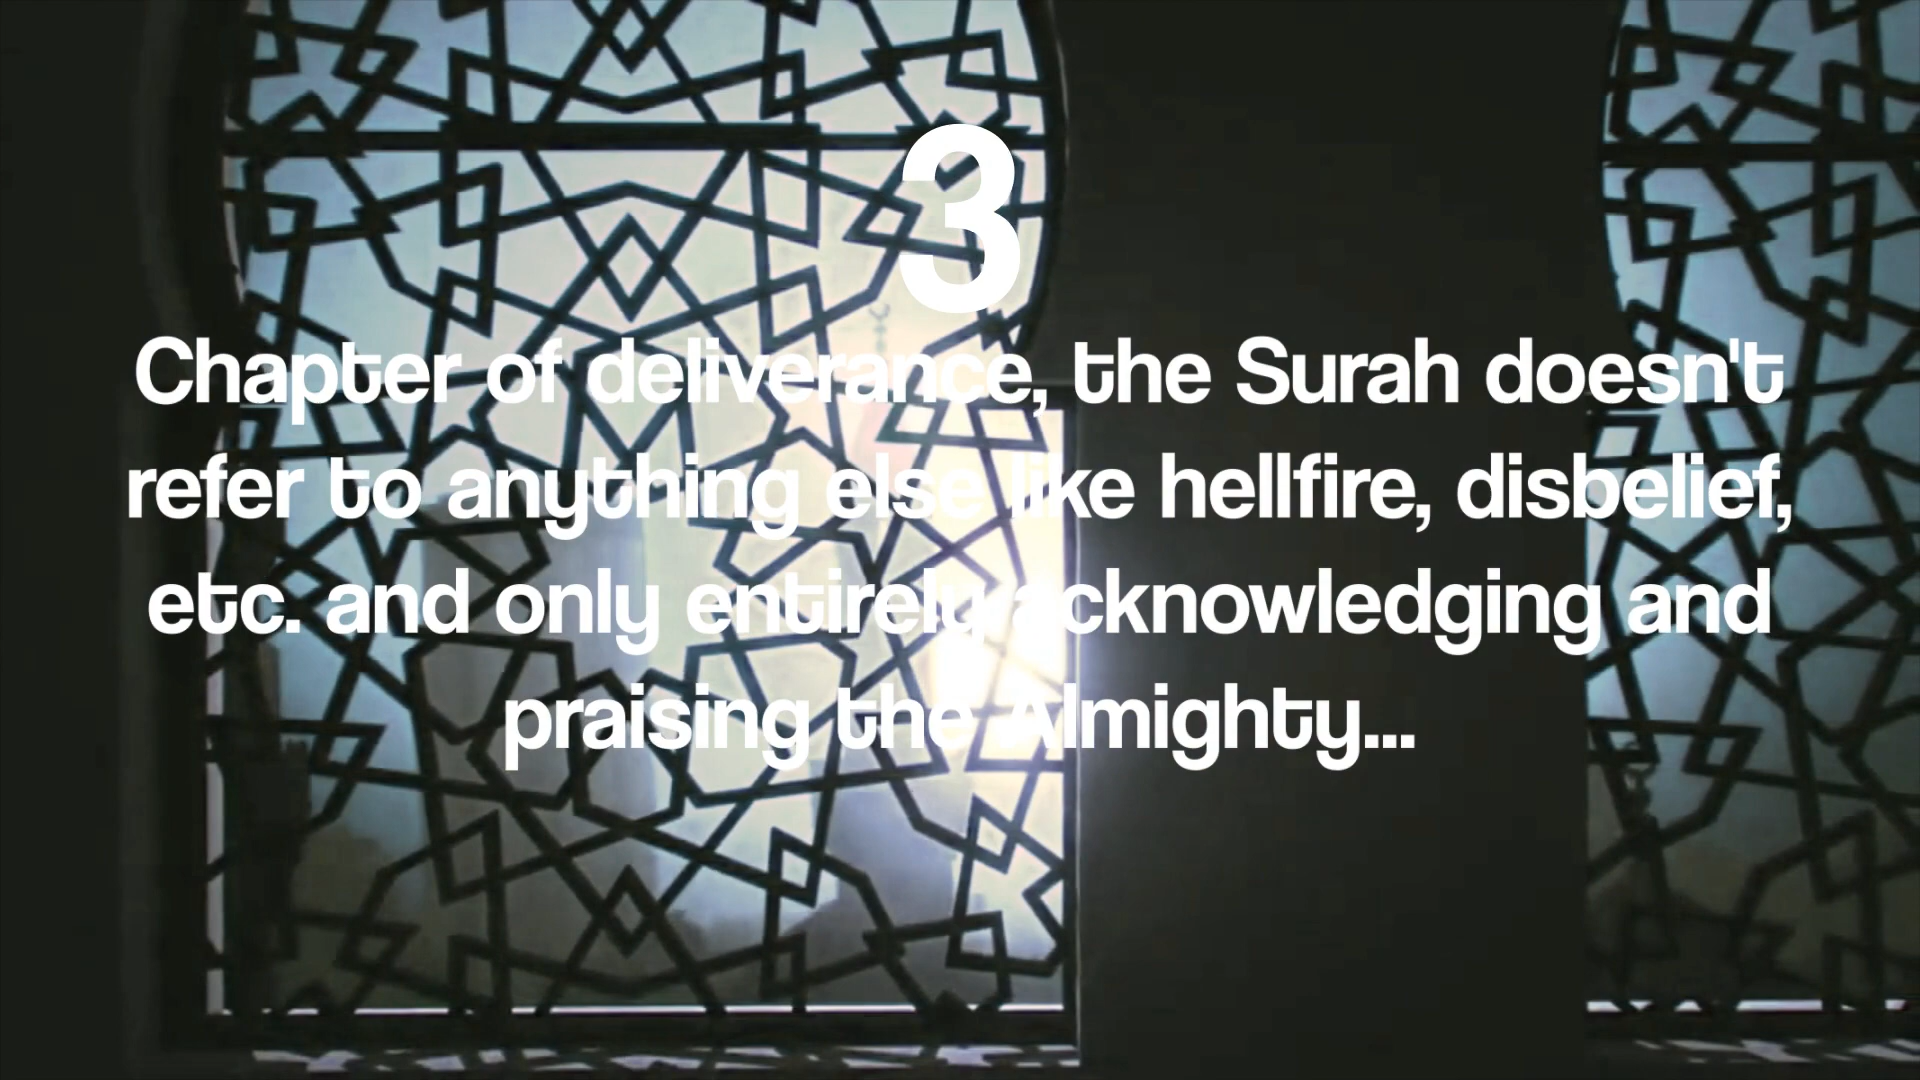 3
Chapter of deliverance, the Surah doesn't
refer to anything else like hellfire, disbelief,
etc. and only entirely acknowledging and
praising the Almighty...